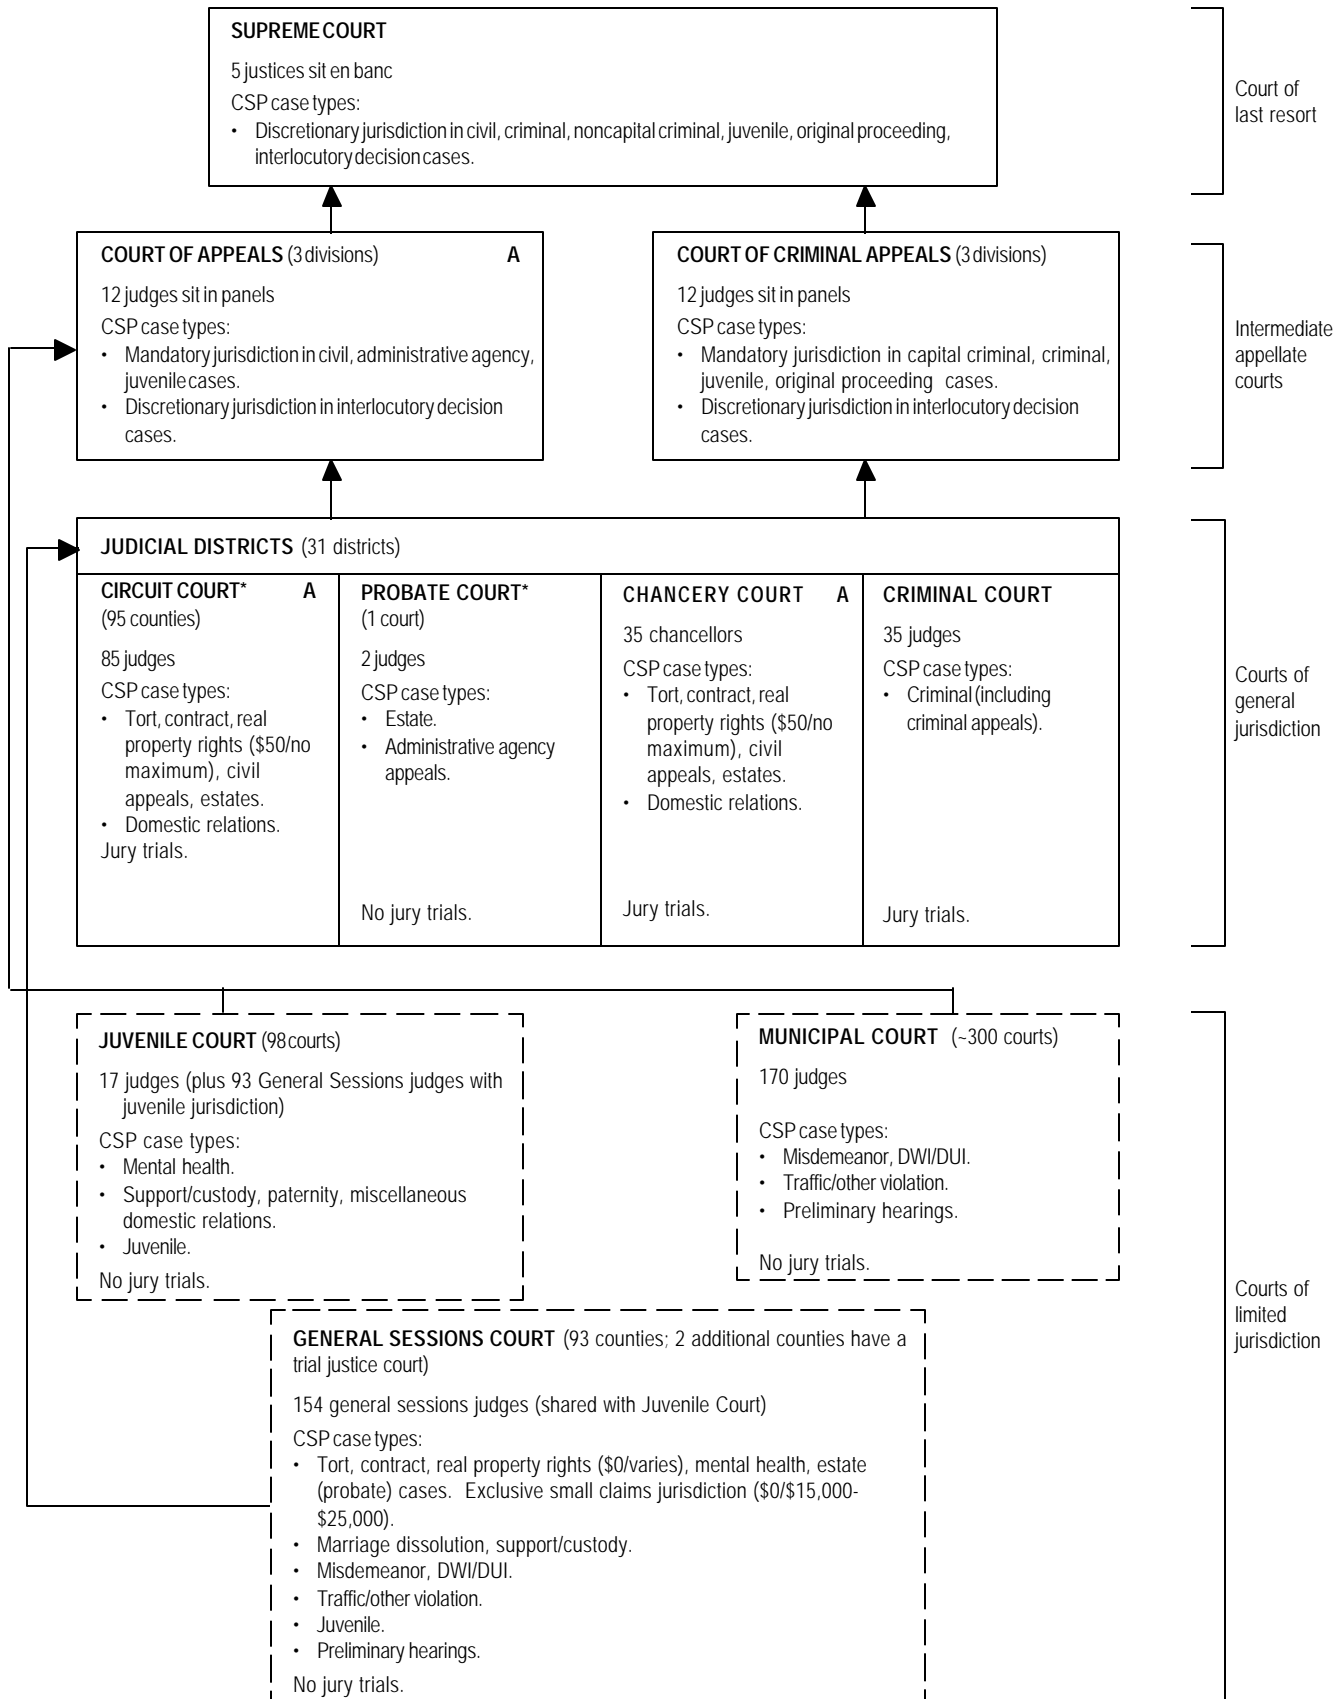 SUPREME COURT
5 justices sit en banc
CSP case types:
• Discretionary jurisdiction in civil, criminal, noncapital criminal, juvenile, original proceeding,
interlocutory decision cases.
Court of
last resort
COURT OF APPEALS (3 divisions) A
12 judges sit in panels
CSP case types:
• Mandatory jurisdiction in civil, administrative agency,
juvenile cases.
• Discretionary jurisdiction in interlocutory decision
cases.
COURT OF CRIMINAL APPEALS (3 divisions)
12 judges sit in panels
CSP case types:
• Mandatory jurisdiction in capital criminal, criminal,
juvenile, original proceeding cases.
• Discretionary jurisdiction in interlocutory decision
cases.
Intermediate
appellate
courts
JUDICIAL DISTRICTS (31 districts)
CIRCUIT COURT* A
(95 counties)
85 judges
CSP case types:
• Tort, contract, real
property rights ($50/no
maximum), civil
appeals, estates.
• Domestic relations.
Jury trials.
PROBATE COURT*
(1 court)
2 judges
CSP case types:
• Estate.
• Administrative agency
appeals.
No jury trials.
CHANCERY COURT A
35 chancellors
CSP case types:
• Tort, contract, real
property rights ($50/no
maximum), civil
appeals, estates.
• Domestic relations.
Jury trials.
CRIMINAL COURT
35 judges
CSP case types:
• Criminal (including
criminal appeals).
Jury trials.
Courts of
general
jurisdiction
JUVENILE COURT (98 courts)
17 judges (plus 93 General Sessions judges with
juvenile jurisdiction)
CSP case types:
• Mental health.
• Support/custody, paternity, miscellaneous
domestic relations.
• Juvenile.
No jury trials.
MUNICIPAL COURT (~300 courts)
170 judges
CSP case types:
• Misdemeanor, DWI/DUI.
• Traffic/other violation.
• Preliminary hearings.
No jury trials.
GENERAL SESSIONS COURT (93 counties; 2 additional counties have a
trial justice court)
154 general sessions judges (shared with Juvenile Court)
CSP case types:
• Tort, contract, real property rights ($0/varies), mental health, estate
(probate) cases. Exclusive small claims jurisdiction ($0/$15,000-
$25,000).
• Marriage dissolution, support/custody.
• Misdemeanor, DWI/DUI.
• Traffic/other violation.
• Juvenile.
• Preliminary hearings.
No jury trials.
Courts of
limited
jurisdiction